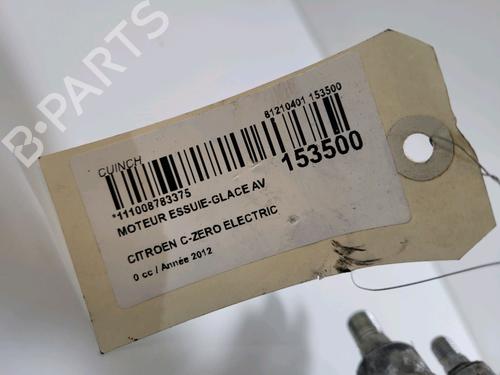 B-PARTS
CUINCH
81210401 153500
*111008783375
153500
MOTEUR ESSUIE-GLACE AV
CITROEN C-ZERO ELECTRIC
0 cc / Année 2012